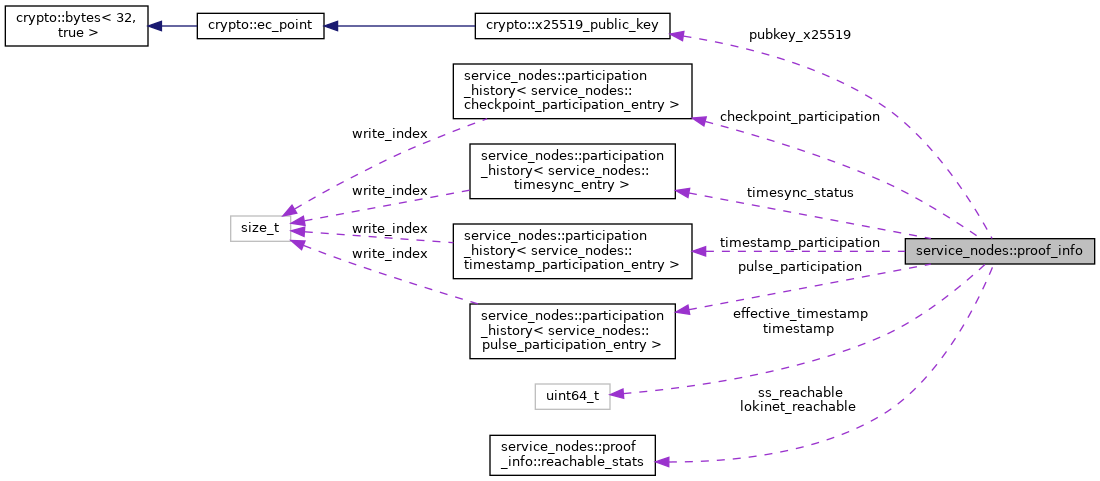 crypto::bytes< 32,
true >
crypto::ec_point
crypto::x25519_public_key
pubkey_x25519
service_nodes::participation
_history< service_nodes::
checkpoint_participation_entry >
checkpoint_participation
write_index
service_nodes::participation
_history< service_nodes::
timesync_entry >
timesync_status
write_index
size_t
service_nodes::participation
_history< service_nodes::
timestamp_participation_entry >
timestamp_participation
write_index
service_nodes::proof_info
write_index
pulse_participation
service_nodes::participation
_history< service_nodes::
pulse_participation_entry >
effective_timestamp
timestamp
uint64_t
ss_reachable
lokinet_reachable
service_nodes::proof
_info::reachable_stats